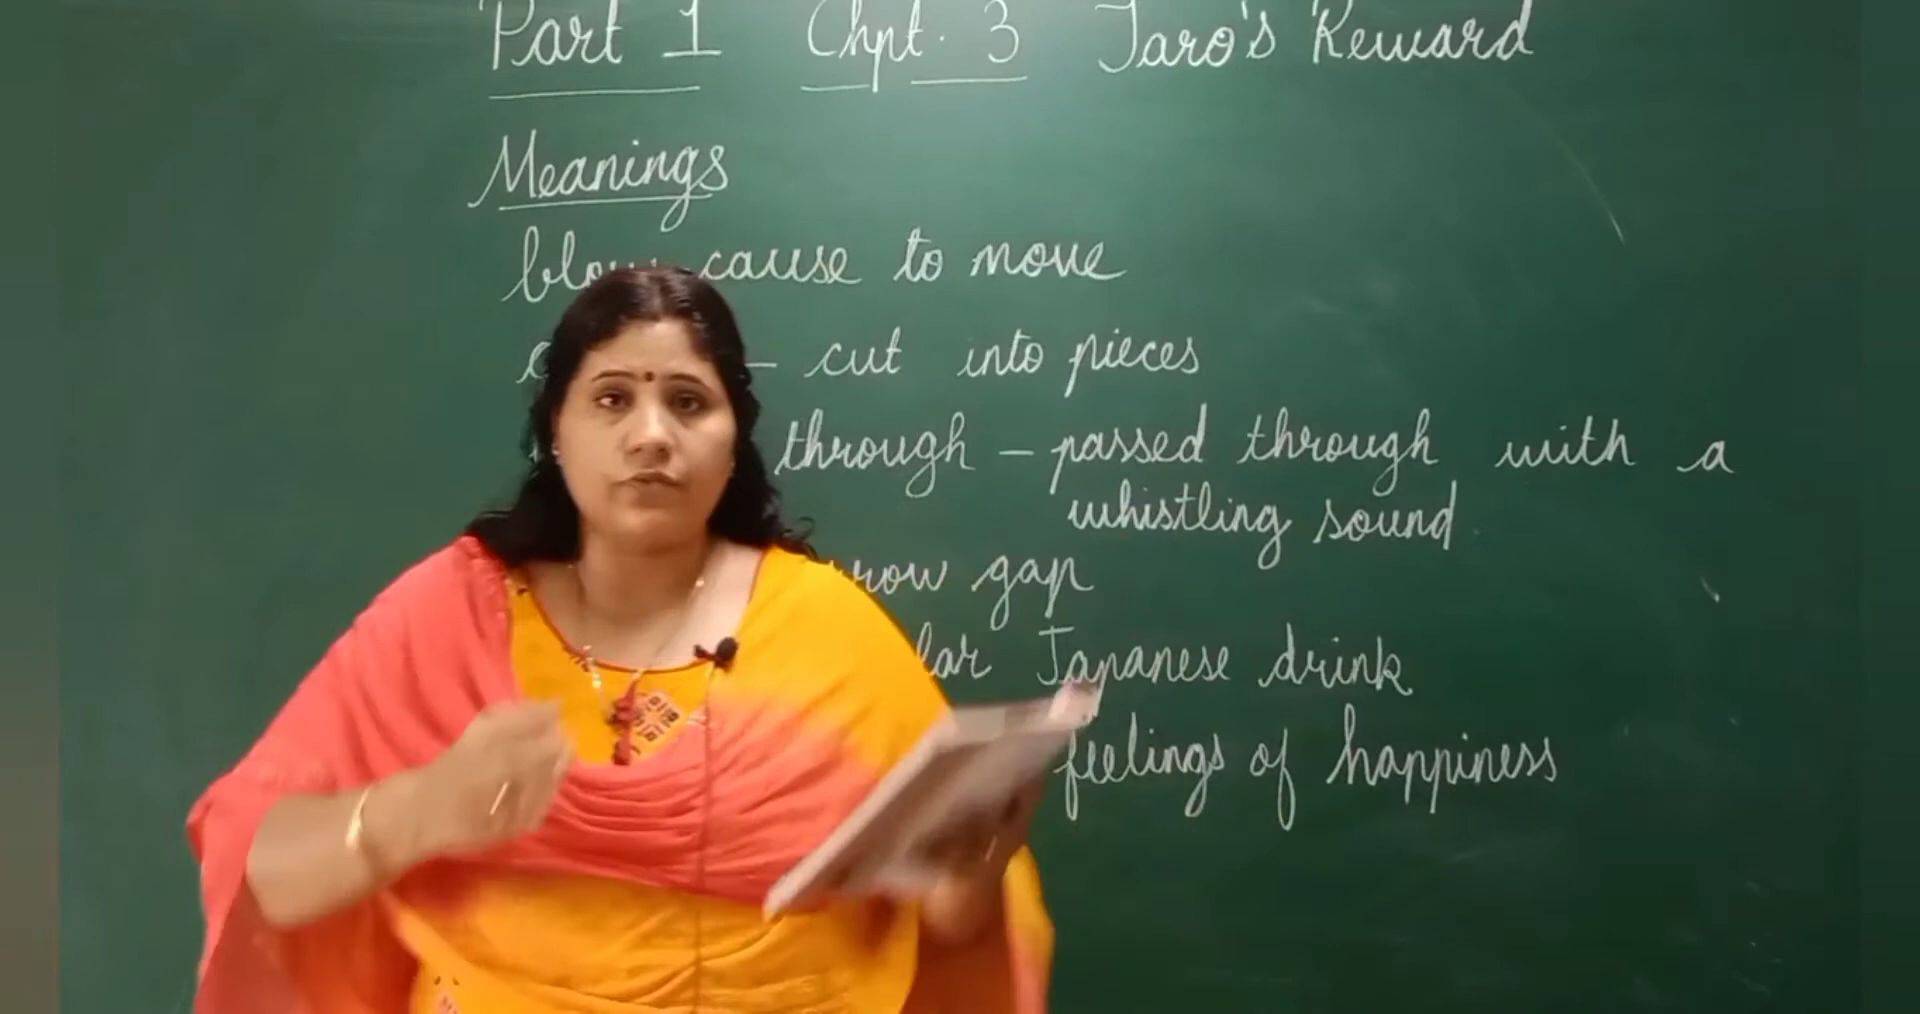 Part 1 Chpt. 3 Taro's Reward
Meanings
blow cause to move
- cut into pieces
through - passed through with a
whistling sound
gap
Japanese drink
feelings of happiness